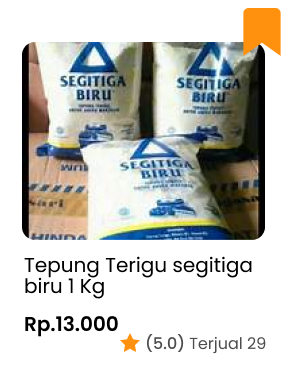 SEGITIGA
BIRU
SEGITIGA
BIRU
SEGITIGA
BIRU
Tepung Terigu segitiga
biru 1 Kg
Rp.13.000
(5.0) Terjual 29